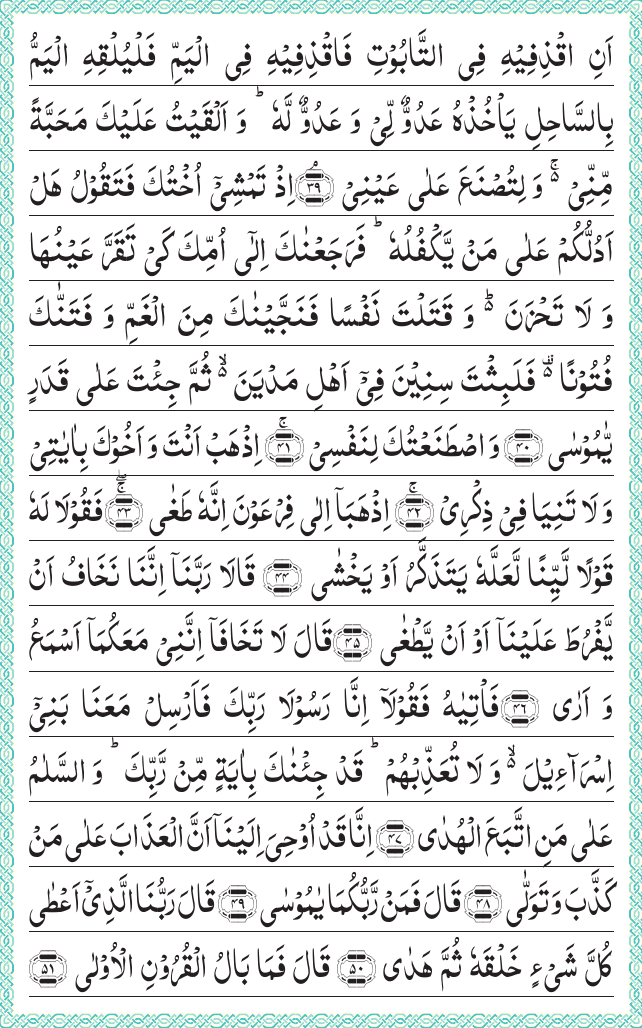 اَنِ اقۡذِفِیۡهِ فِی التَّابُوۡتِ فَاقۡذِفِیۡهِ فِی الۡیَمِّ فَلۡیُلۡقِهِ الۡیَمُّ
بِالسَّاحِلِ یَاۡخُذۡهُ عَدُوٌّ لِّیۡ وَ عَدُوٌّ لَّهٗ ؕ وَ اَلۡقَیۡتُ عَلَیۡكَ مَحَبَّةً
مِّنِّیۡ ۬ۚ وَ لِتُصۡنَعَ عَلٰی عَیۡنِیۡ ﴿ۘ۳۹﴾ اِذۡ تَمۡشِیۡۤ اُخۡتُكَ فَتَقُوۡلُ هَلۡ
اَدُلُّكُمۡ عَلٰی مَنۡ یَّكۡفُلُهٗ ؕ فَرَجَعۡنٰكَ اِلٰۤی اُمِّكَ كَیۡ تَقَرَّ عَیۡنُهَا
وَ لَا تَحۡزَنَ ۬ؕ وَ قَتَلۡتَ نَفۡسًا فَنَجَّیۡنٰكَ مِنَ الۡغَمِّ وَ فَتَنّٰكَ
فُتُوۡنًا ۬۟ فَلَبِثۡتَ سِنِیۡنَ فِیۡۤ اَهۡلِ مَدۡیَنَ ۬ۙ ثُمَّ جِئۡتَ عَلٰی قَدَرٍ
یّٰمُوۡسٰی ﴿۴۰﴾ وَ اصۡطَنَعۡتُكَ لِنَفۡسِیۡ ﴿ۚ۴۱﴾ اِذۡهَبۡ اَنۡتَ وَ اَخُوۡكَ بِاٰیٰتِیۡ
وَ لَا تَنِیَا فِیۡ ذِكۡرِیۡ ﴿ۚ۴۲﴾ اِذۡهَبَاۤ اِلٰی فِرۡعَوۡنَ اِنَّهٗ طَغٰی ﴿ۚۖ۴۳﴾ فَقُوۡلَا لَهٗ
قَوۡلًا لَّیِّنًا لَّعَلَّهٗ یَتَذَكَّرُ اَوۡ یَخۡشٰی ﴿۴۴﴾ قَالَا رَبَّنَاۤ اِنَّنَا نَخَافُ اَنۡ
یَّفۡرُطَ عَلَیۡنَاۤ اَوۡ اَنۡ یَّطۡغٰی ﴿۴۵﴾ قَالَ لَا تَخَافَاۤ اِنَّنِیۡ مَعَكُمَاۤ اَسۡمَعُ
وَ اَرٰی ﴿۴۶﴾ فَاۡتِیٰهُ فَقُوۡلَاۤ اِنَّا رَسُوۡلَا رَبِّكَ فَاَرۡسِلۡ مَعَنَا بَنِیۡۤ
اِسۡرَآءِیۡلَ ۬ۙ وَ لَا تُعَذِّبۡهُمۡ ؕ قَدۡ جِئۡنٰكَ بِاٰیَةٍ مِّنۡ رَّبِّكَ ؕ وَ السَّلٰمُ
عَلٰی مَنِ اتَّبَعَ الۡهُدٰی ﴿۴۷﴾ اِنَّا قَدۡ اُوۡحِیَ اِلَیۡنَاۤ اَنَّ الۡعَذَابَ عَلٰی مَنۡ
كَذَّبَ وَ تَوَلّٰی ﴿۴۸﴾ قَالَ فَمَنۡ رَّبُّكُمَا یٰمُوۡسٰی ﴿۴۹﴾ قَالَ رَبُّنَا الَّذِیۡۤ اَعۡطٰی
كُلَّ شَیۡءٍ خَلۡقَهٗ ثُمَّ هَدٰی ﴿۵۰﴾ قَالَ فَمَا بَالُ الۡقُرُوۡنِ الۡاُوۡلٰی ﴿۵۱﴾